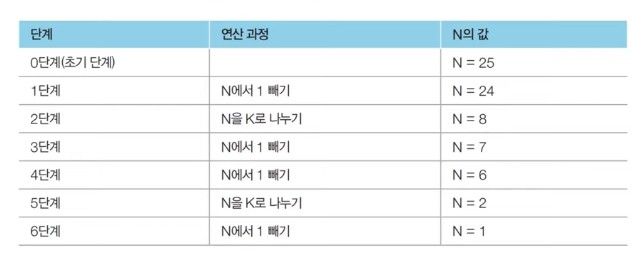 단계 연산 과정 N의 값
0단계(초기 단계) N = 25
1단계 N에서 1 빼기 N = 24
2단계 N을 K로 나누기 N = 8
3단계 N에서 1 빼기 N = 7
4단계 N에서 1 빼기 N = 6
5단계 N을 K로 나누기 N = 2
6단계 N에서 1 빼기 N = 1